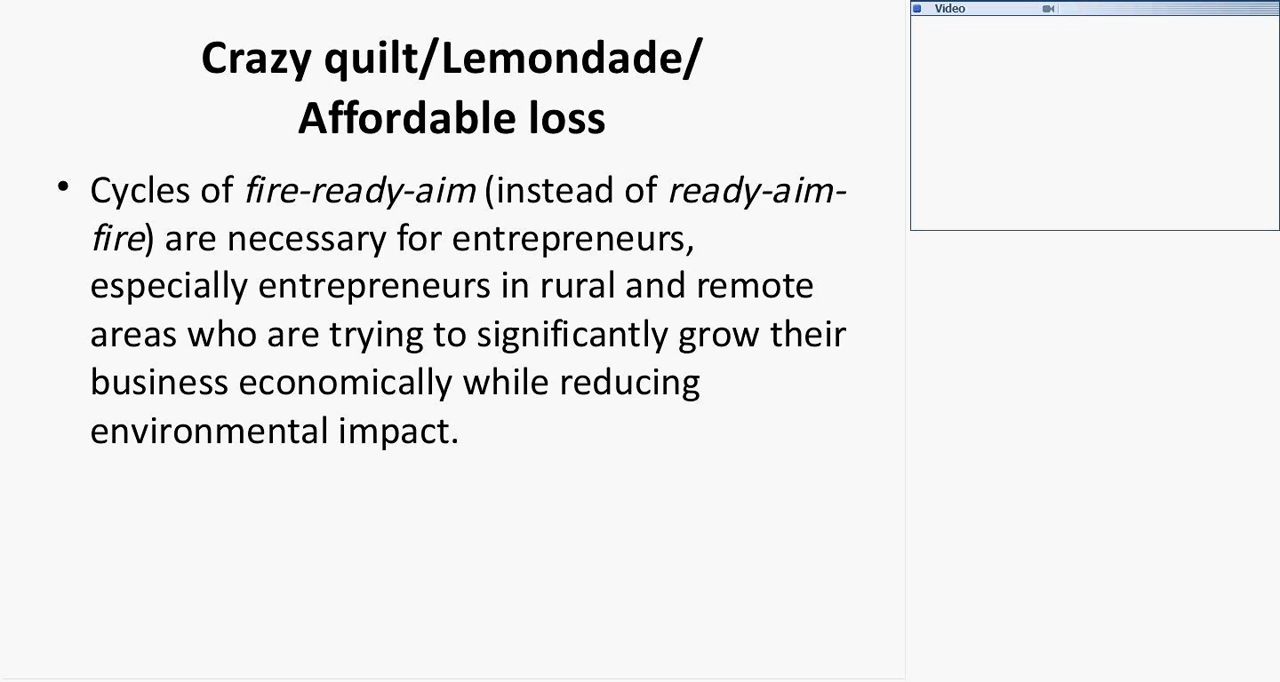 Crazy quilt/Lemondade/
Affordable loss
• Cycles of fire-ready-aim (instead of ready-aim-
fire) are necessary for entrepreneurs,
especially entrepreneurs in rural and remote
areas who are trying to significantly grow their
business economically while reducing
environmental impact.
Video